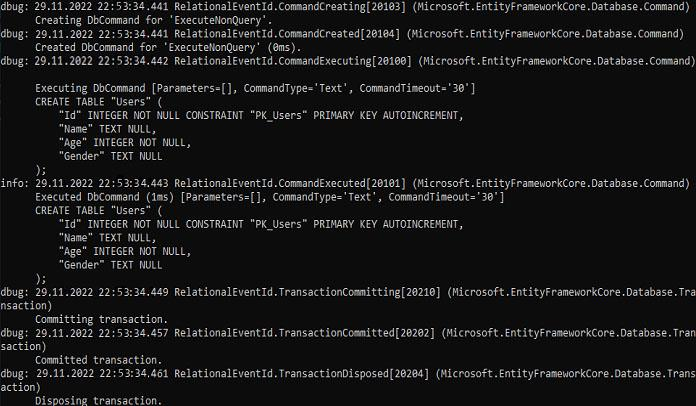 dbug: 29.11.2022 22:53:34.441 RelationalEventId.CommandCreating[20103] (Microsoft.EntityFrameworkCore.Database.Command)
      Creating DbCommand for 'ExecuteNonQuery'.
dbug: 29.11.2022 22:53:34.441 RelationalEventId.CommandCreated[20104] (Microsoft.EntityFrameworkCore.Database.Command)
      Created DbCommand for 'ExecuteNonQuery' (0ms).
dbug: 29.11.2022 22:53:34.442 RelationalEventId.CommandExecuting[20100] (Microsoft.EntityFrameworkCore.Database.Command)
      Executing DbCommand [Parameters=[], CommandType='Text', CommandTimeout='30']
      CREATE TABLE "Users" (
          "Id" INTEGER NOT NULL CONSTRAINT "PK_Users" PRIMARY KEY AUTOINCREMENT,
          "Name" TEXT NULL,
          "Age" INTEGER NOT NULL,
          "Gender" TEXT NULL
      );
info: 29.11.2022 22:53:34.443 RelationalEventId.CommandExecuted[20101] (Microsoft.EntityFrameworkCore.Database.Command)
      Executed DbCommand (1ms) [Parameters=[], CommandType='Text', CommandTimeout='30']
      CREATE TABLE "Users" (
          "Id" INTEGER NOT NULL CONSTRAINT "PK_Users" PRIMARY KEY AUTOINCREMENT,
          "Name" TEXT NULL,
          "Age" INTEGER NOT NULL,
          "Gender" TEXT NULL
      );
dbug: 29.11.2022 22:53:34.449 RelationalEventId.TransactionCommitting[20210] (Microsoft.EntityFrameworkCore.Database.Tra
nsaction)
      Committing transaction.
dbug: 29.11.2022 22:53:34.457 RelationalEventId.TransactionCommitted[20202] (Microsoft.EntityFrameworkCore.Database.Tran
saction)
      Committed transaction.
dbug: 29.11.2022 22:53:34.461 RelationalEventId.TransactionDisposed[20204] (Microsoft.EntityFrameworkCore.Database.Trans
action)
      Disposing transaction.